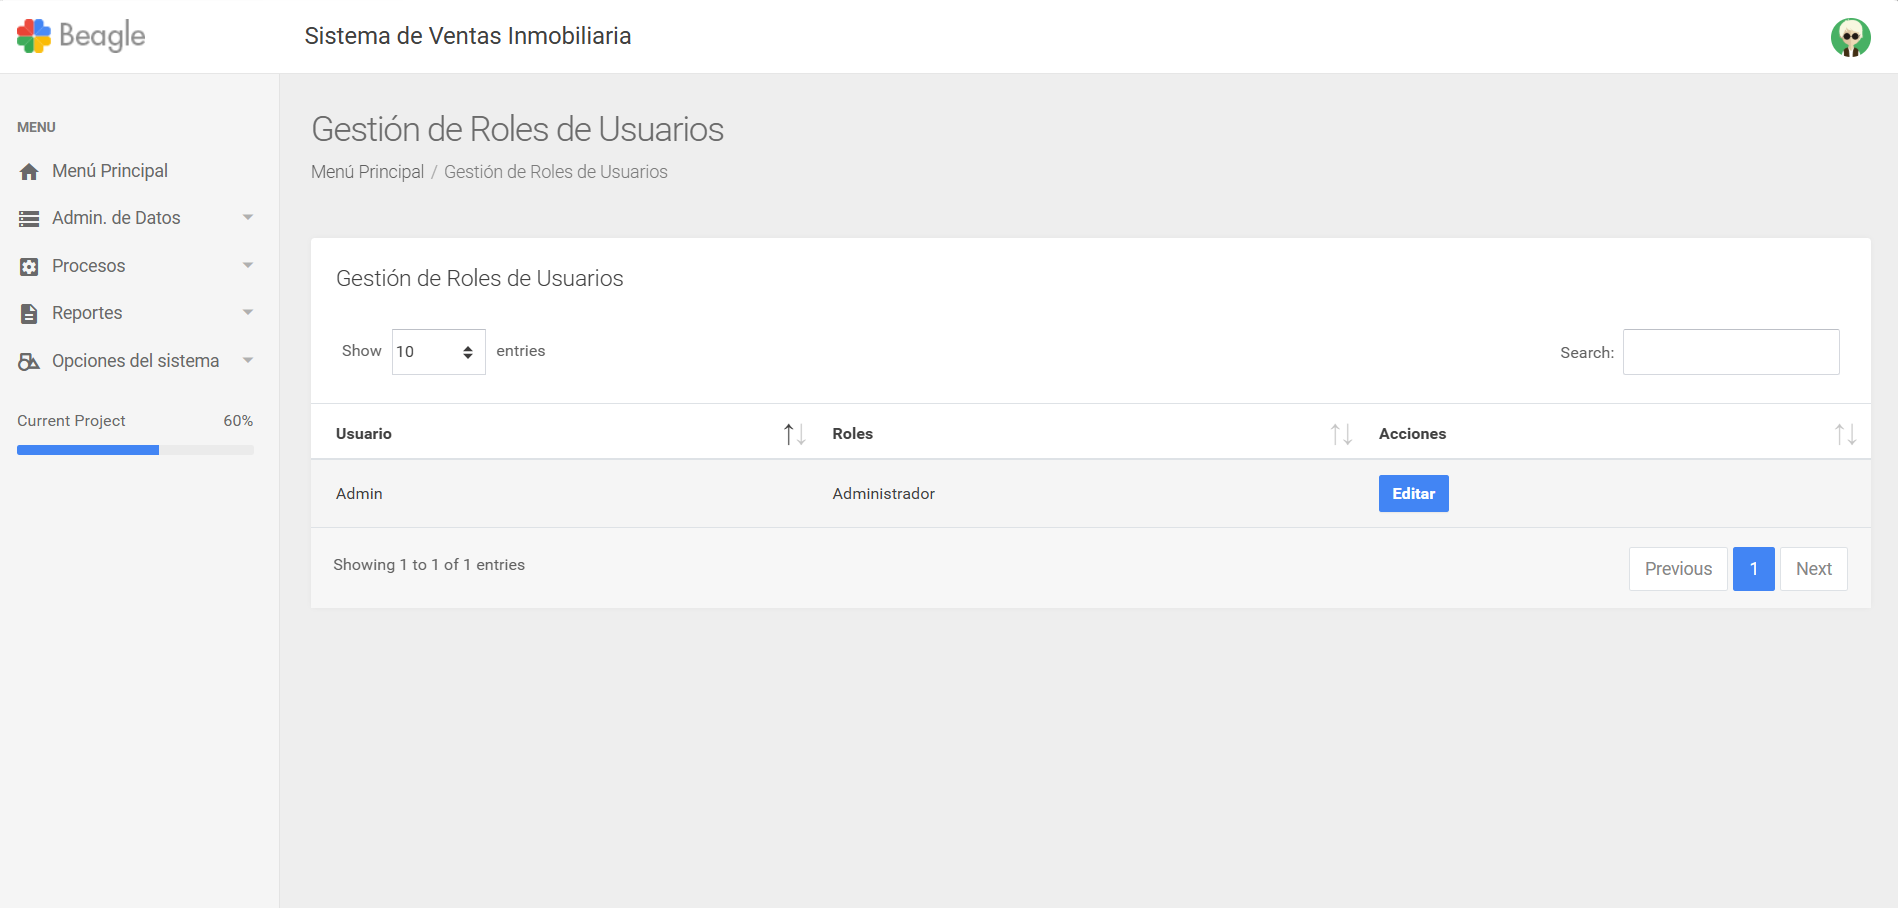 Beagle
Sistema de Ventas Inmobiliaria
MENU
Menú Principal
Admin. de Datos
Procesos
Reportes
Opciones del sistema
Current Project 60%
Gestión de Roles de Usuarios
Menú Principal / Gestión de Roles de Usuarios
Gestión de Roles de Usuarios
Show 10 entries
Search:
Usuario Roles Acciones
Admin Administrador Editar
Showing 1 to 1 of 1 entries
Previous 1 Next